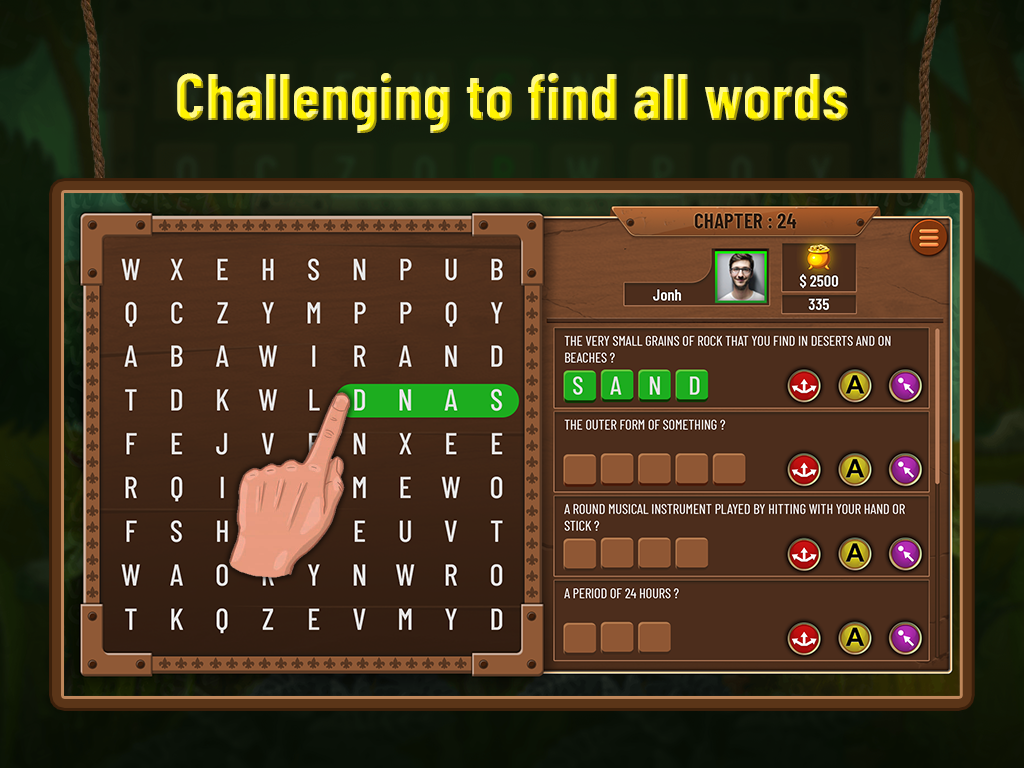 Challenging to find all words
W X E H S N P U B
Q C Z Y M P P Q Y
A B A W I R A N D
T D K W L D N A S
F E J V N X E E
R Q I M E W O
F S H E U V T
W A O Y N W R O
T K Q Z E V M Y D
CHAPTER : 24
Jonh
$ 2500
335
THE VERY SMALL GRAINS OF ROCK THAT YOU FIND IN DESERTS AND ON
BEACHES ?
S A N D
A
THE OUTER FORM OF SOMETHING ?
A
A ROUND MUSICAL INSTRUMENT PLAYED BY HITTING WITH YOUR HAND OR
STICK ?
A
A PERIOD OF 24 HOURS ?
A